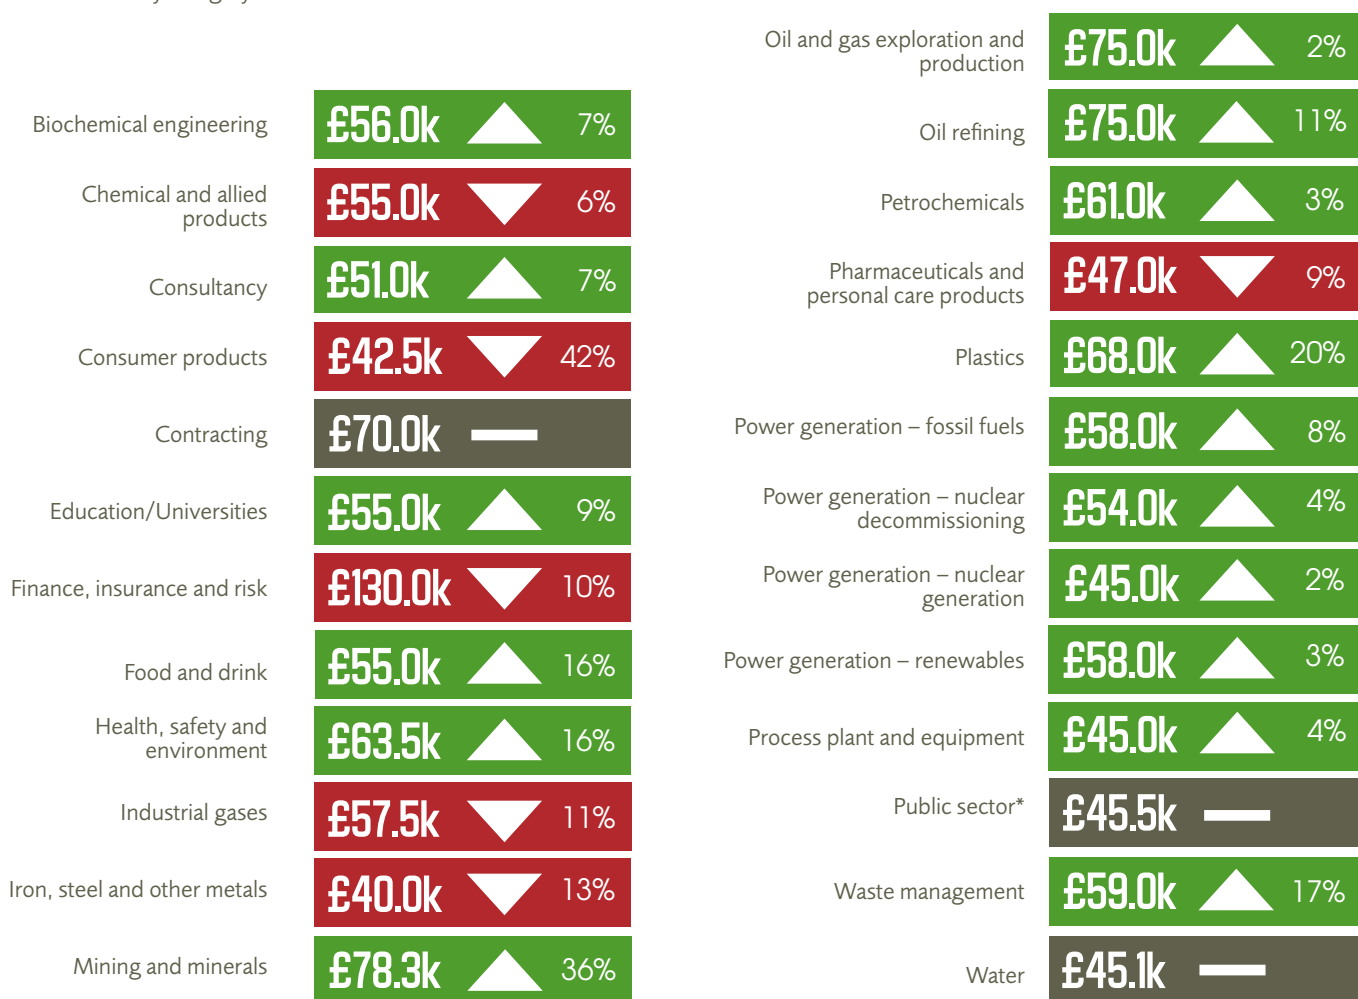 Biochemical engineering £56.0k 7%
Chemical and allied
products £55.0k 6%
Consultancy £51.0k 7%
Consumer products £42.5k 42%
Contracting £70.0k
Education/Universities £55.0k 9%
Finance, insurance and risk £130.0k 10%
Food and drink £55.0k 16%
Health, safety and
environment £63.5k 16%
Industrial gases £57.5k 11%
Iron, steel and other metals £40.0k 13%
Mining and minerals £78.3k 36%
Oil and gas exploration and
production £75.0k 2%
Oil refining £75.0k 11%
Petrochemicals £61.0k 3%
Pharmaceuticals and
personal care products £47.0k 9%
Plastics £68.0k 20%
Power generation – fossil fuels £58.0k 8%
Power generation – nuclear
decommissioning £54.0k 4%
Power generation – nuclear
generation £45.0k 2%
Power generation – renewables £58.0k 3%
Process plant and equipment £45.0k 4%
Public sector* £45.5k
Waste management £59.0k 17%
Water £45.1k